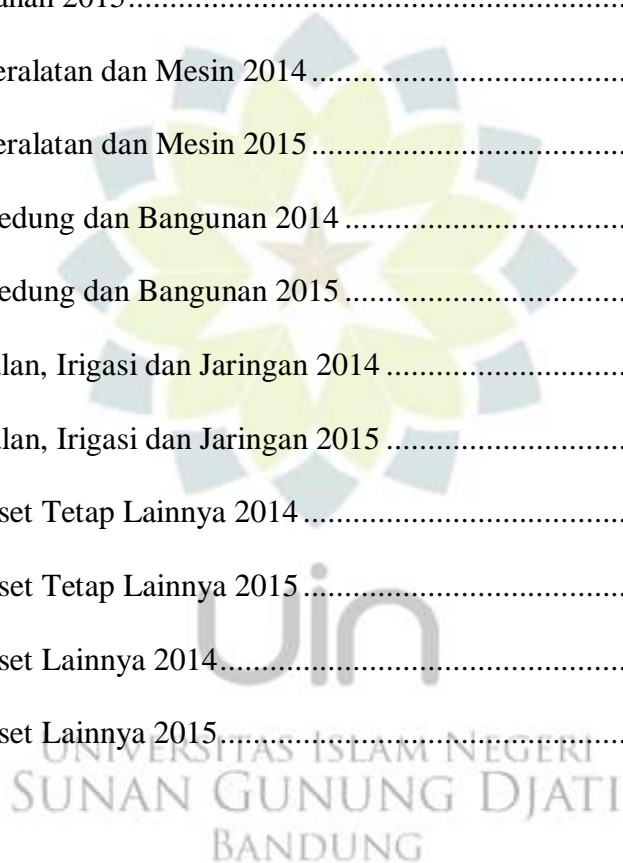 anah 2015
eralatan dan Mesin 2014
eralatan dan Mesin 2015
edung dan Bangunan 2014
edung dan Bangunan 2015
lan, Irigasi dan Jaringan 2014
lan, Irigasi dan Jaringan 2015
set Tetap Lainnya 2014
set Tetap Lainnya 2015
uin
set Lainnya 2014
set Lainnya 2015
UNIVERSITAS ISLAM NEGERI
SUNAN GUNUNG DJATI
BANDUNG